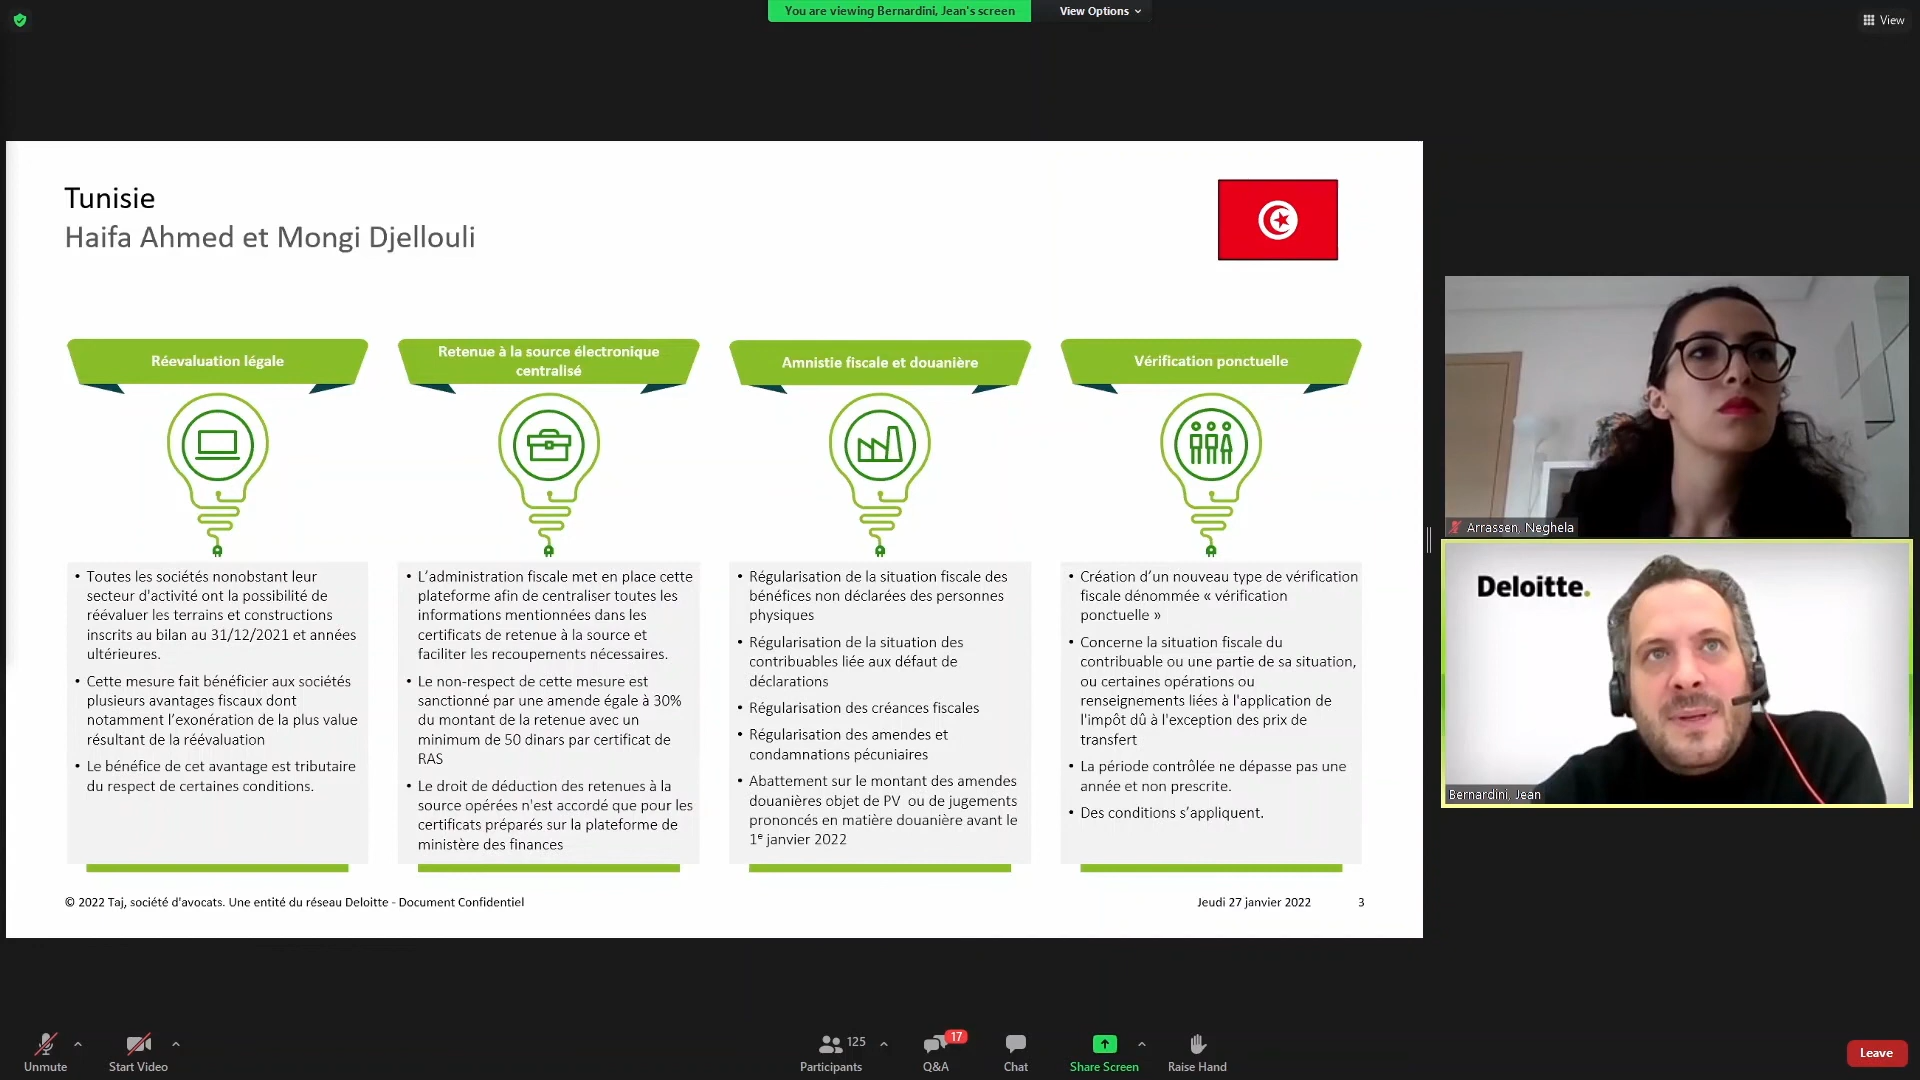 You are viewing Bernardini, Jean's screen
View Options
View
Tunisie
Haifa Ahmed et Mongi Djellouli
Réevaluation légale
Toutes les sociétés nonobstant leur
secteur d'activité ont la possibilité de
réévaluer les terrains et constructions
inscrits au bilan au 31/12/2021 et années
ultérieures.
Cette mesure fait bénéficier aux sociétés
plusieurs avantages fiscaux dont
notamment l'exonération de la plus value
résultant de la réévaluation
Le bénéfice de cet avantage est tributaire
du respect de certaines conditions.
Retenue à la source électronique
centralisé
L'administration fiscale met en place cette
plateforme afin de centraliser toutes les
informations mentionnées dans les
certificats de retenue à la source et
faciliter les recoupements nécessaires.
Le non-respect de cette mesure est
sanctionné par une amende égale à 30%
du montant de la retenue avec un
minimum de 50 dinars par certificat de
RAS
Le droit de déduction des retenues à la
source opérées n'est accordé que pour les
certificats préparés sur la plateforme de
ministère des finances
Amnistie fiscale et douanière
Régularisation de la situation fiscale des
bénéfices non déclarées des personnes
physiques
Régularisation de la situation des
contribuables liée aux défaut de
déclarations
Régularisation des créances fiscales
Régularisation des amendes et
condamnations pécuniaires
Abattement sur le montant des amendes
douanières objet de PV ou de jugements
prononcés en matière douanière avant le
1e janvier 2022
Vérification ponctuelle
Création d'un nouveau type de vérification
fiscale dénommée « vérification
ponctuelle »
Concerne la situation fiscale du
contribuable ou une partie de sa situation,
ou certaines opérations ou
renseignements liées à l'application de
l'impôt dû à l'exception des prix de
transfert
La période contrôlée ne dépasse pas une
année et non prescrite.
Des conditions s'appliquent.
© 2022 Taj, société d'avocats. Une entité du réseau Deloitte - Document Confidentiel
Jeudi 27 janvier 2022
3
Arrassen, Neghela
Deloitte.
Bernardini, Jean
Unmute
Start Video
125
Participants
17
Q&A
Chat
Share Screen
Raise Hand
Leave